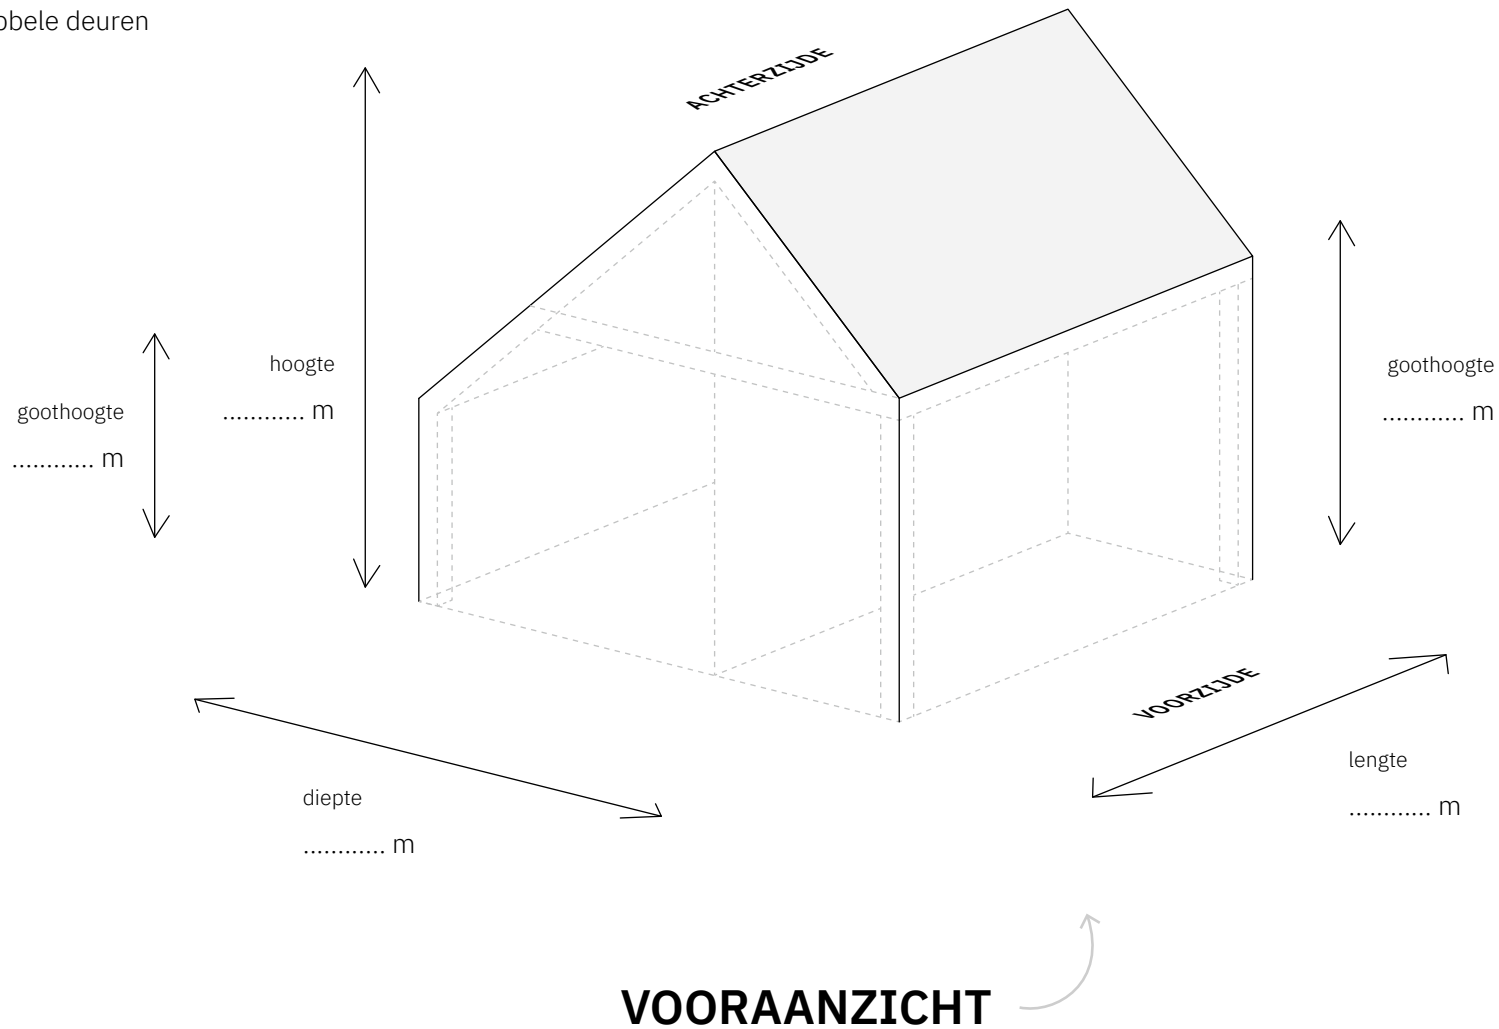 bbele deuren
ACHTERZIJDE
hoogte
............ m
goothoogte
............ m
goothoogte
............ m
VOORZIJDE
lengte
............ m
diepte
............ m
VOORAANZICHT